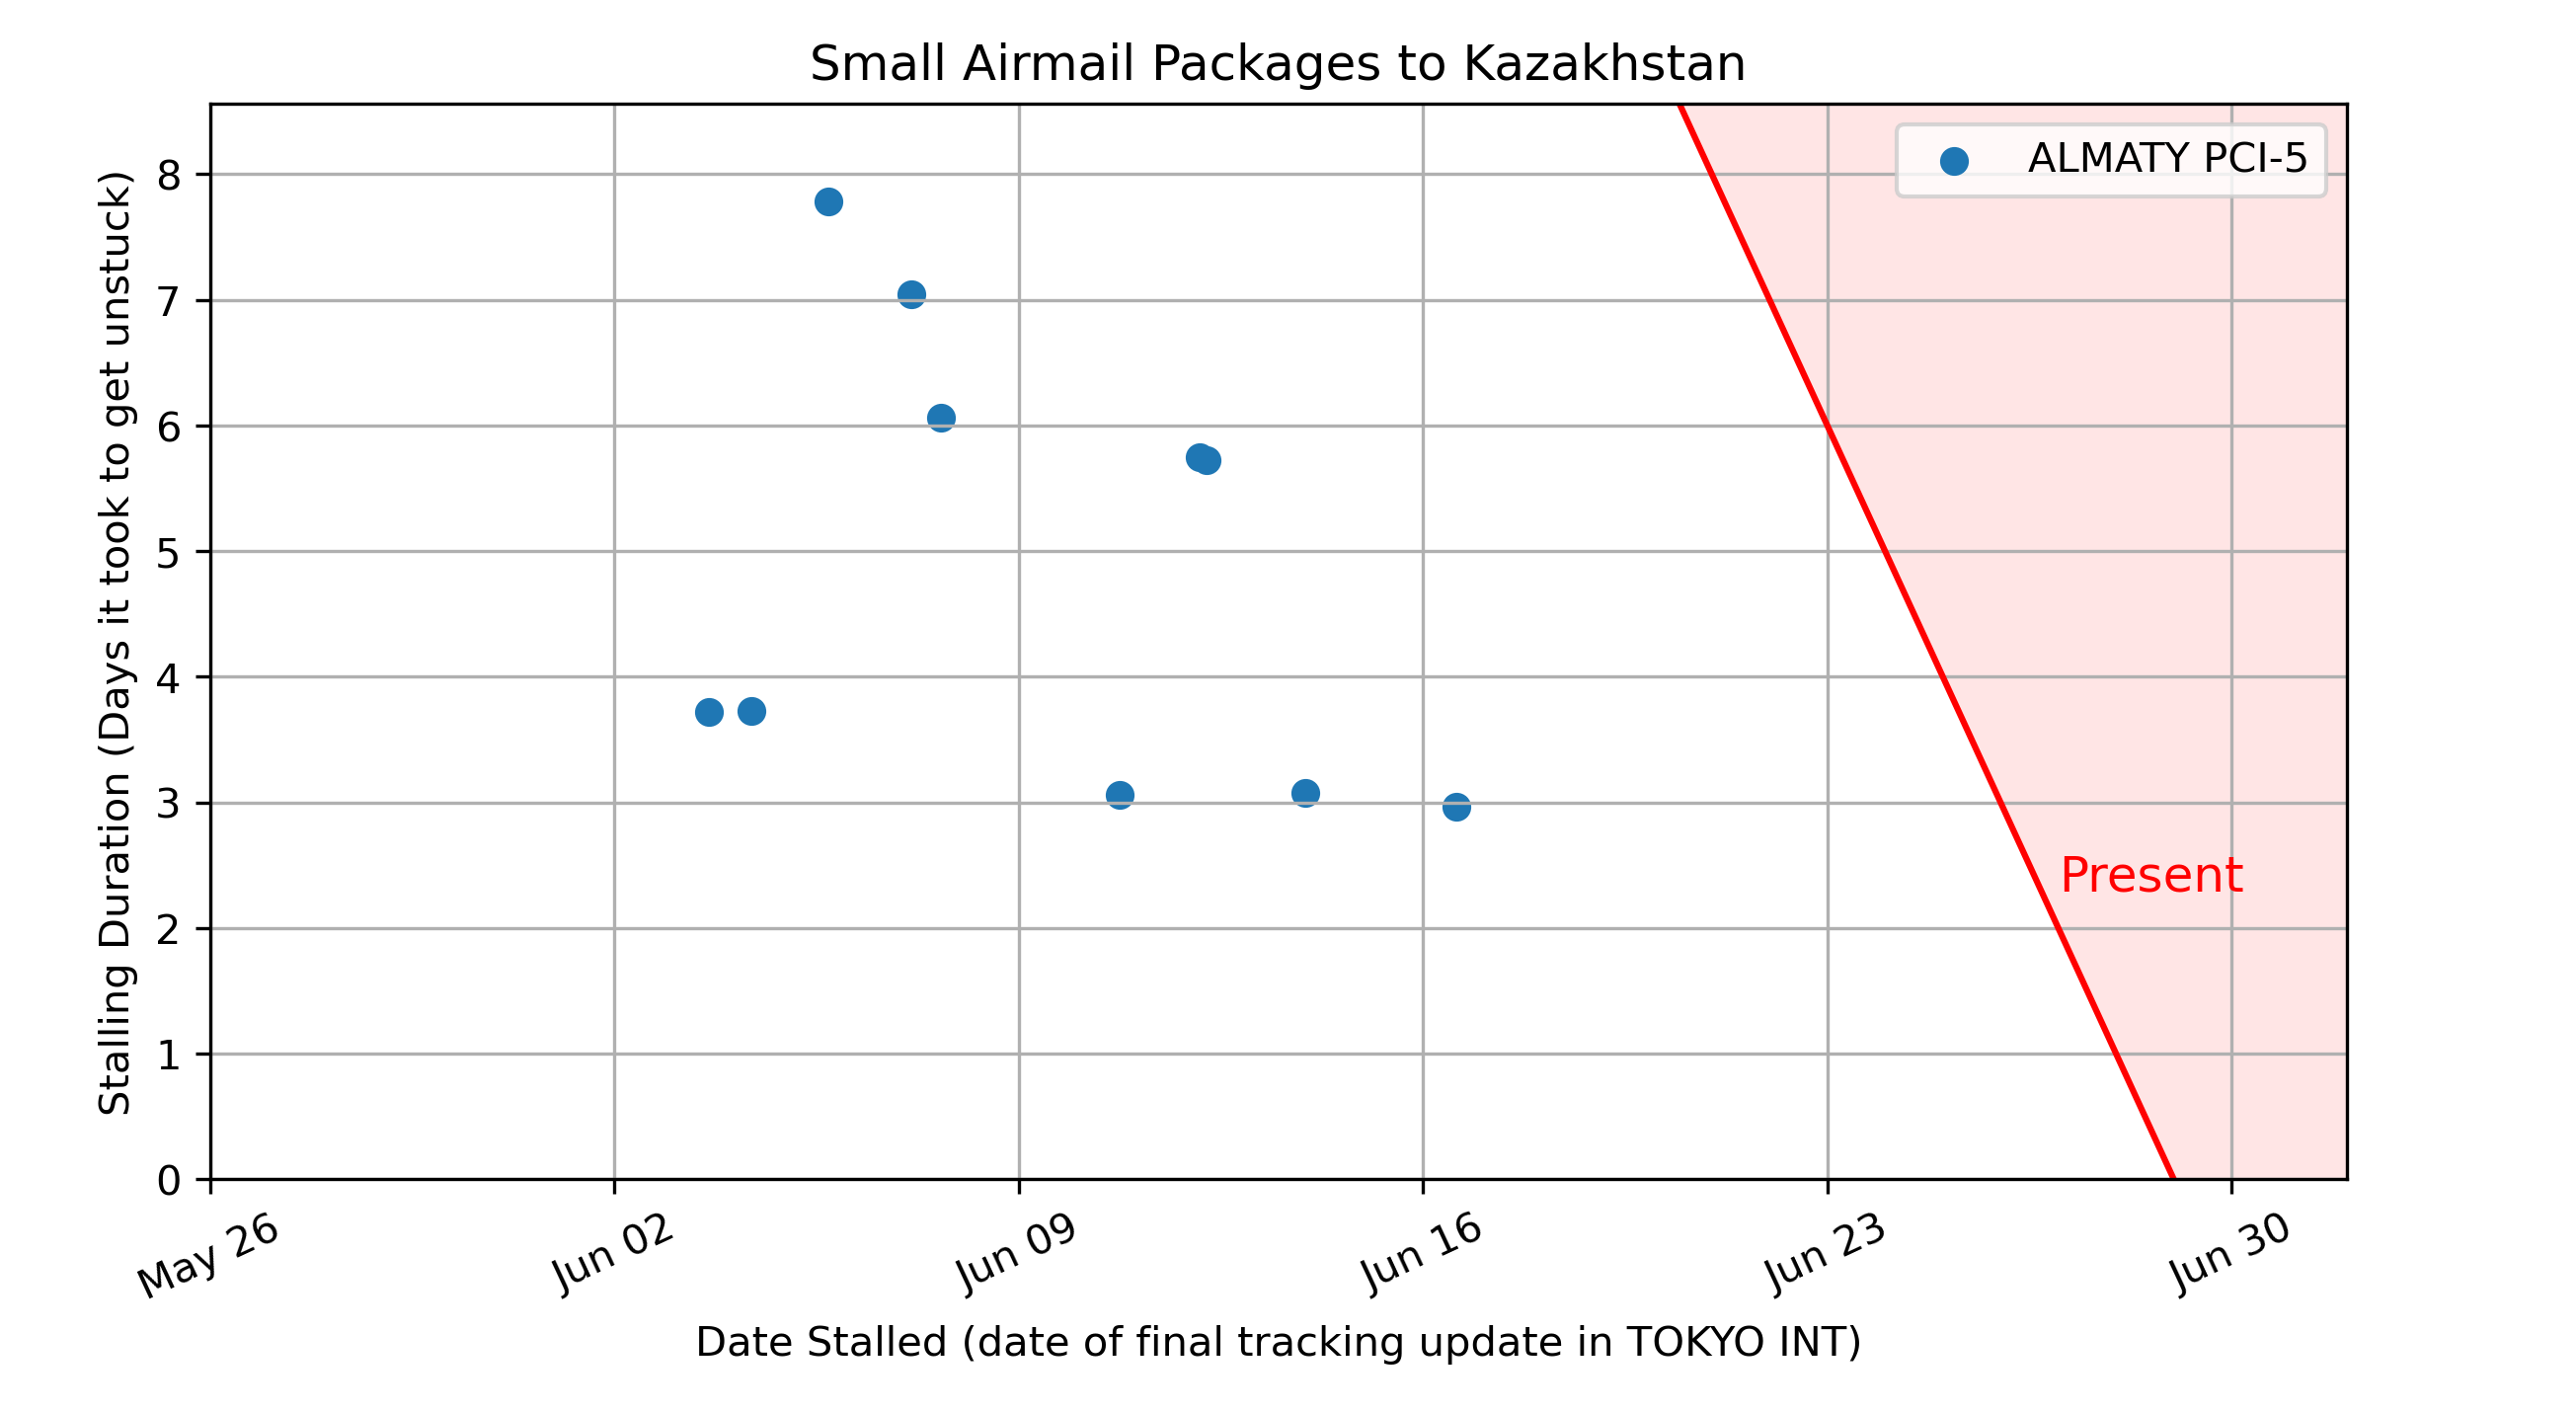 Small Airmail Packages to Kazakhstan
Stalling Duration (Days it took to get unstuck)
8
7
6
5
4
3
2
1
0
ALMATY PCI-5
Present
May 26
Jun 02
Jun 09
Jun 16
Jun 23
Jun 30
Date Stalled (date of final tracking update in TOKYO INT)